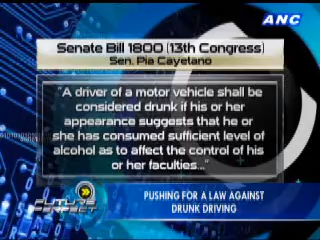 ANC
Senate Bill 1800 (13th Congress)
Sen. Pia Cayetano
"A driver of a motor vehicle shall be
considered drunk if his or her
appearance suggests that he or
she has consumed sufficient level of
alcohol as to affect the control of his
or her faculties..."
FUTURE
PERFECT
PUSHING FOR A LAW AGAINST
DRUNK DRIVING